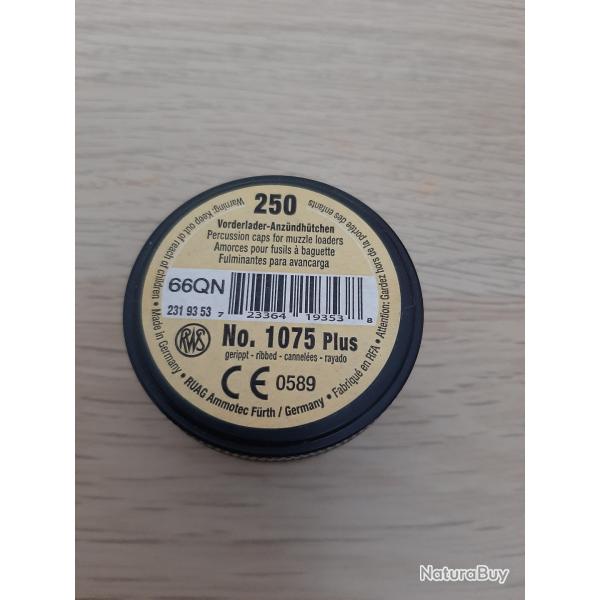 250
Vorderlader-Anzündhütchen
Percussion caps for muzzle loaders
Amorces pour fusils à baguette
Fulminantes para avancarga
66QN
231 93 53
7 23364 19353 8
RWS
No. 1075 Plus
gerippt - ribbed - cannelées - rayado
CE 0589
Warning: Keep out of reach of children • Made in Germany • RUAG Ammotec Fürth / Germany • Fabriqué en RFA • Attention: Gardez hors de la portée des enfants
NaturaBuy